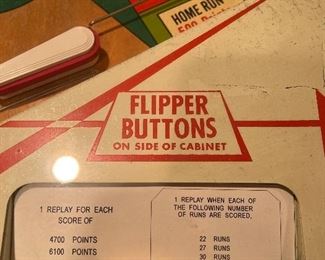 HOME RUN
500
FLIPPER
BUTTONS
ON SIDE OF CABINET
1 REPLAY FOR EACH
SCORE OF
4700 POINTS
6100 POINTS
1 REPLAY WHEN EACH OF
THE FOLLOWING NUMBER
OF RUNS ARE SCORED,
22 RUNS
27 RUNS
30 RUNS